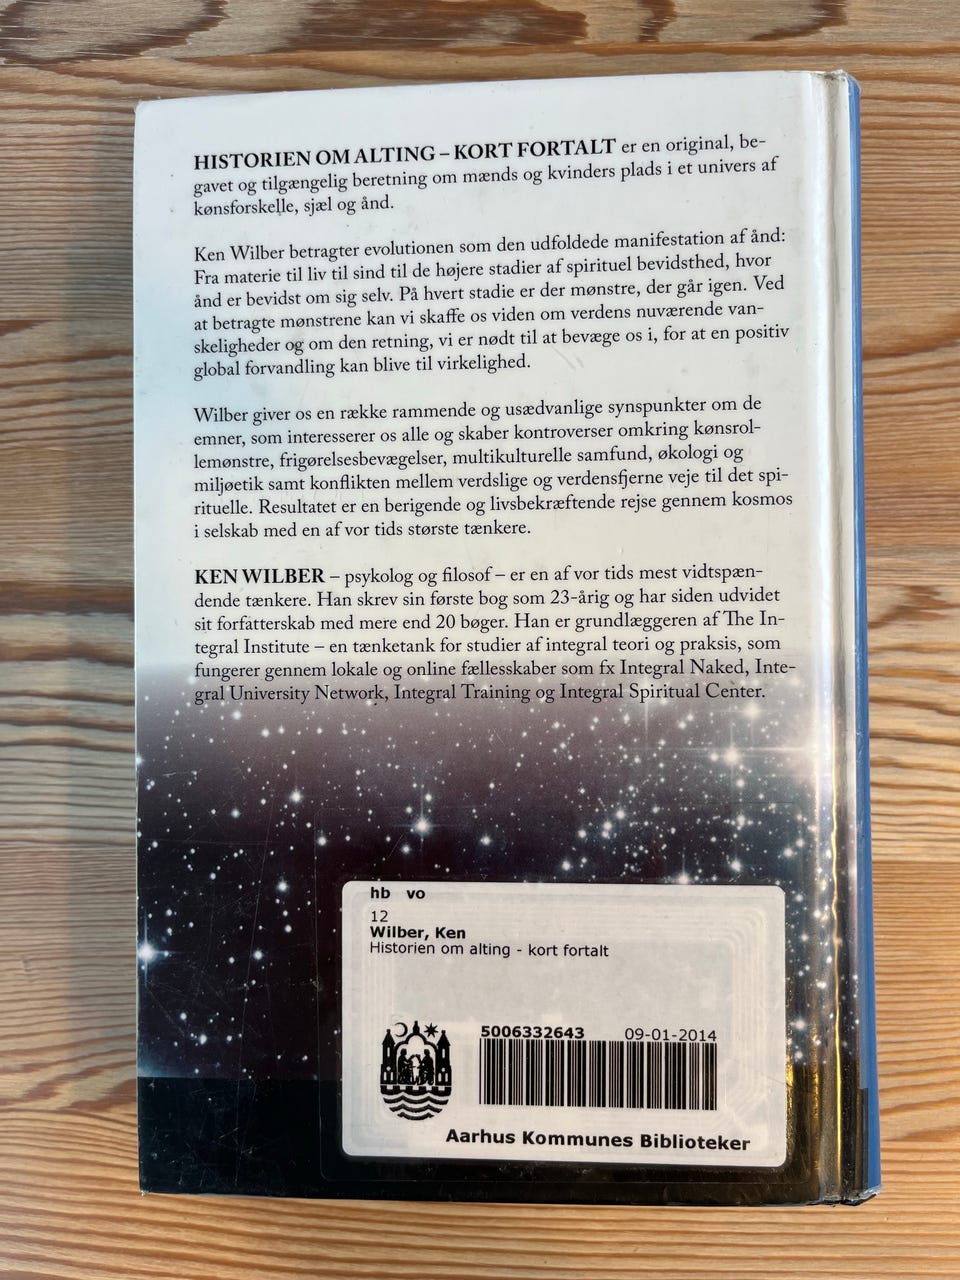 HISTORIEN OM ALTING – KORT FORTALT er en original, be-
gavet og tilgængelig beretning om mænds og kvinders plads i et univers af
kønsforskelle, sjæl og ånd.
Ken Wilber betragter evolutionen som den udfoldede manifestation af ånd:
Fra materie til liv til sind til de højere stadier af spirituel bevidsthed, hvor
ånd er bevidst om sig selv. På hvert stadie er der mønstre, der går igen. Ved
at betragte mønstrene kan vi skaffe os viden om verdens nuværende van-
skeligheder og om den retning, vi er nødt til at bevæge os i, for at en positiv
global forvandling kan blive til virkelighed.
Wilber giver os en række rammende og usædvanlige synspunkter om de
emner, som interesserer os alle og skaber kontroverser omkring kønsrol-
lemønstre, frigørelsesbevægelser, multikulturelle samfund, økologi og
miljøetik samt konflikten mellem verdslige og verdensfjerne veje til det spi-
rituelle. Resultatet er en berigende og livsbekræftende rejse gennem kosmos
i selskab med en af vor tids største tænkere.
KEN WILBER – psykolog og filosof – er en af vor tids mest vidtspæn-
dende tænkere. Han skrev sin første bog som 23-årig og har siden udvidet
sit forfatterskab med mere end 20 bøger. Han er grundlæggeren af The In-
tegral Institute – en tænketank for studier af integral teori og praksis, som
fungerer gennem lokale og online fællesskaber som fx Integral Naked, Inte-
gral University Network, Integral Training og Integral Spiritual Center.
hb vo
12
Wilber, Ken
Historien om alting - kort fortalt
5006332643 09-01-2014
Aarhus Kommunes Biblioteker